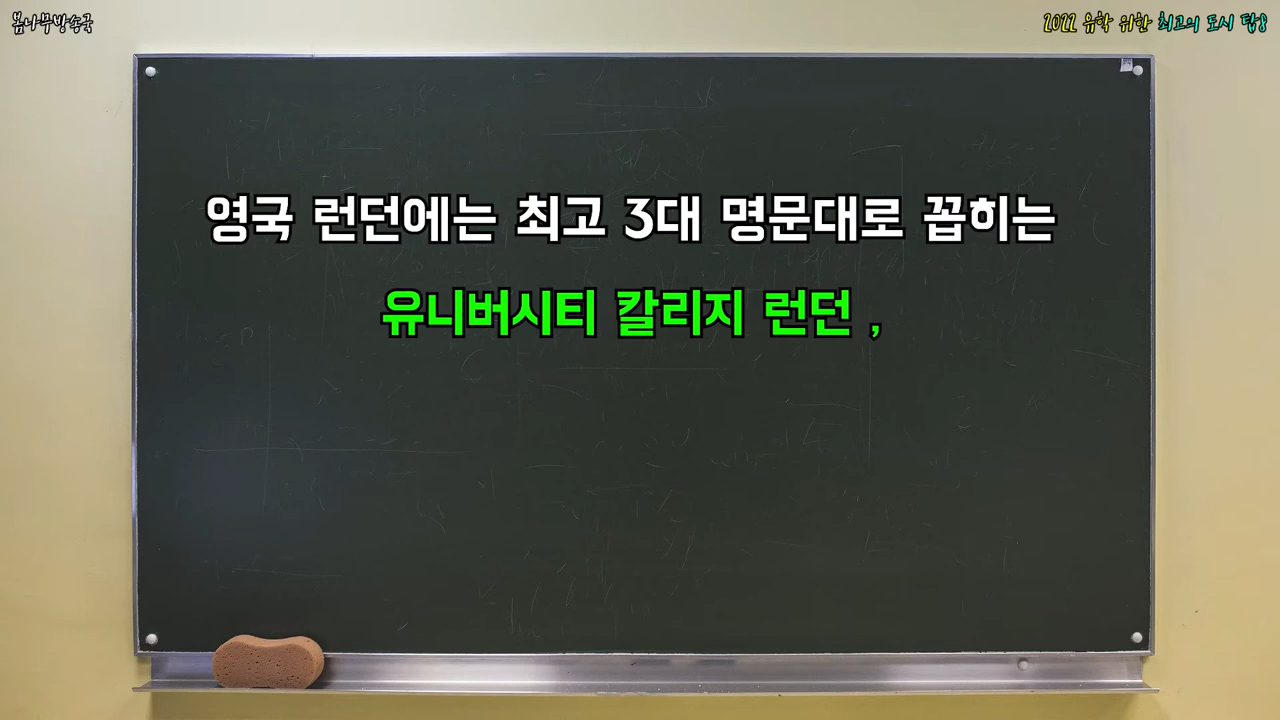 봄나무방송국
2022 유학 위한 최고의 도시 탑8
영국 런던에는 최고 3대 명문대로 꼽히는
유니버시티 칼리지 런던 ,